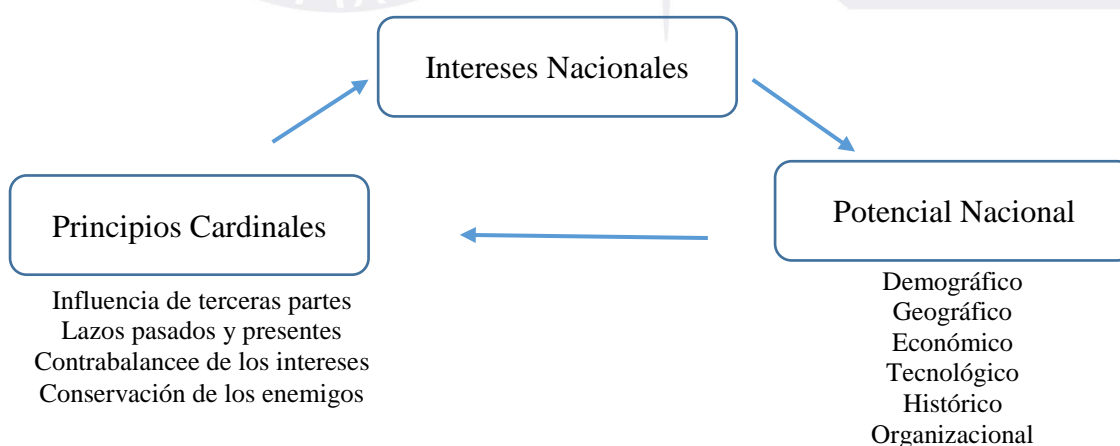 Intereses Nacionales
Principios Cardinales
Influencia de terceras partes
Lazos pasados y presentes
Contrabalancee de los intereses
Conservación de los enemigos
Potencial Nacional
Demográfico
Geográfico
Económico
Tecnológico
Histórico
Organizacional